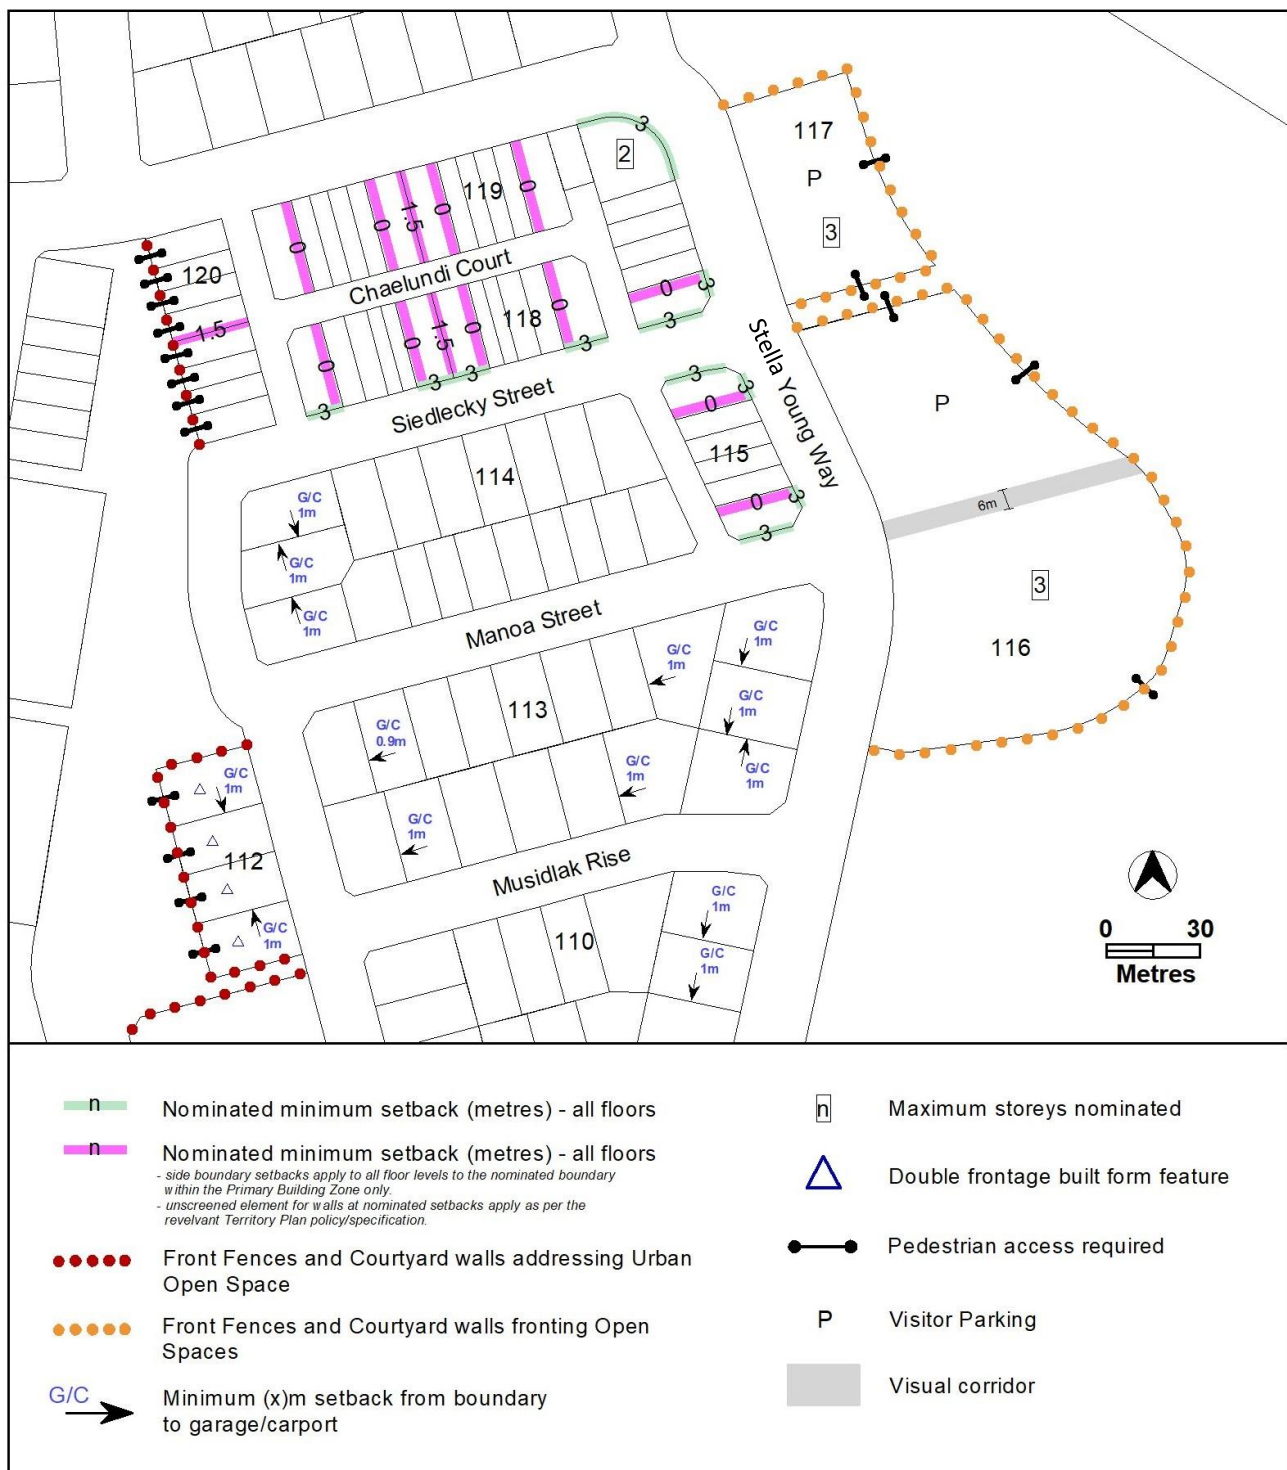 3
2
117
P
3
0
0
1.5
0
119
0
Chaelundi Court
120
1.5
0
0
1.5
0
118
0
3
3
3
3
0
3
3
Siedlecky Street
Stella Young Way
3
3
0
115
0
3
3
P
6m
3
116
114
G/C
1m
G/C
1m
G/C
1m
Manoa Street
G/C
1m
G/C
1m
G/C
1m
G/C
1m
113
G/C
0.9m
G/C
1m
G/C
1m
G/C
1m
112
G/C
1m
Musidlak Rise
110
G/C
1m
G/C
1m
0 30
Metres
n Nominated minimum setback (metres) - all floors
n Nominated minimum setback (metres) - all floors
- side boundary setbacks apply to all floor levels to the nominated boundary
within the Primary Building Zone only.
- unscreened element for walls at nominated setbacks apply as per the
revelvant Territory Plan policy/specification.
Front Fences and Courtyard walls addressing Urban
Open Space
Front Fences and Courtyard walls fronting Open
Spaces
G/C Minimum (x)m setback from boundary
to garage/carport
n Maximum storeys nominated
Double frontage built form feature
Pedestrian access required
P Visitor Parking
Visual corridor